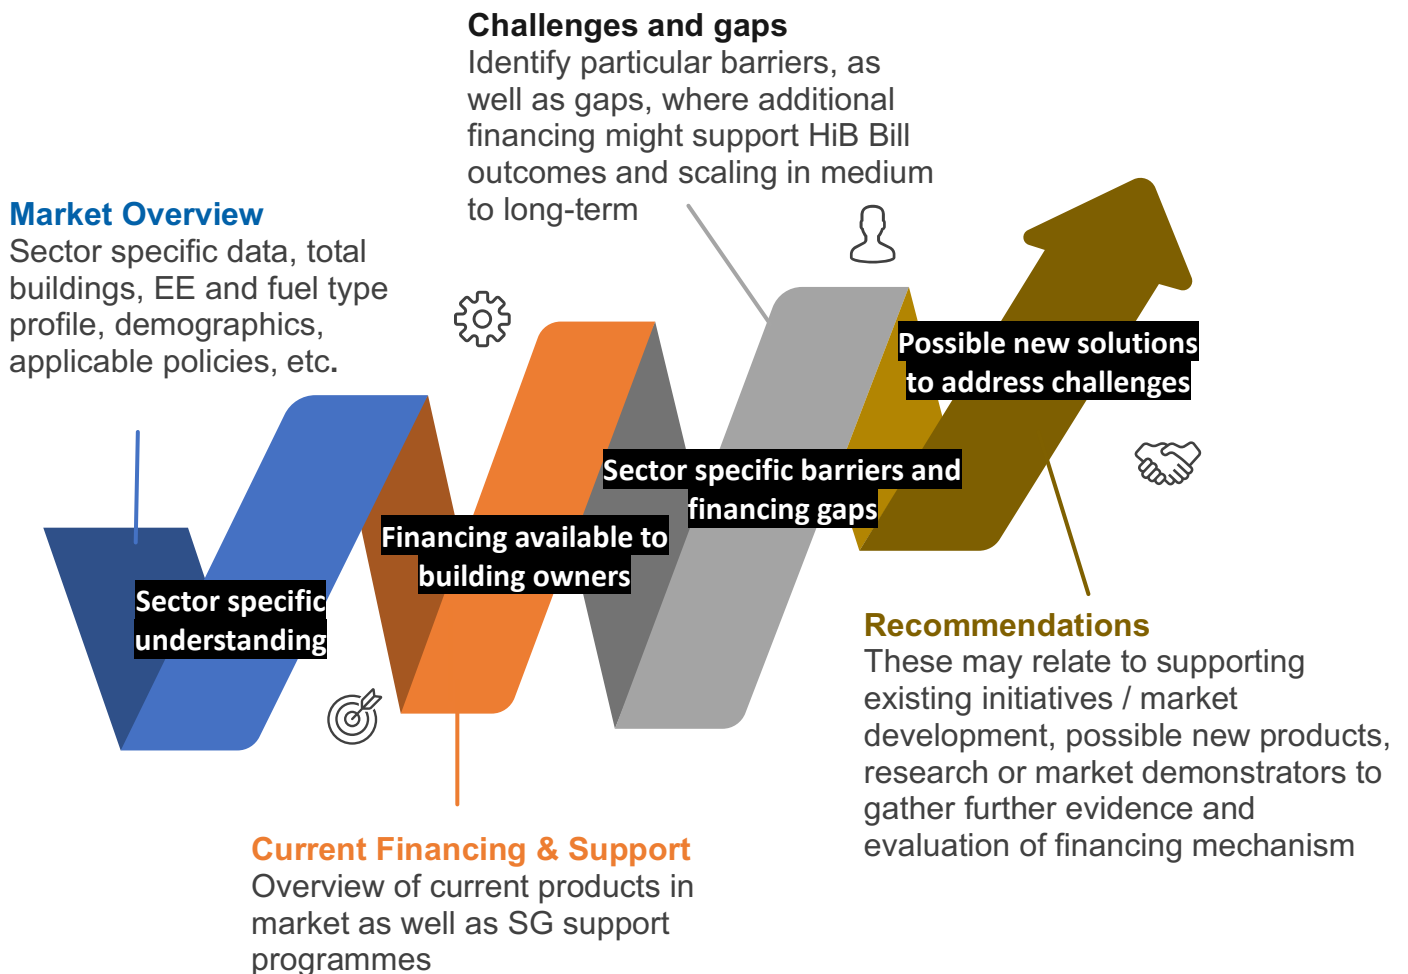 Challenges and gaps
Identify particular barriers, as
well as gaps, where additional
financing might support HiB Bill
outcomes and scaling in medium
to long-term
Market Overview
Sector specific data, total
buildings, EE and fuel type
profile, demographics,
applicable policies, etc.
Possible new solutions
to address challenges
Sector specific barriers and
financing gaps
Financing available to
building owners
Sector specific
understanding
Recommendations
These may relate to supporting
existing initiatives / market
development, possible new products,
research or market demonstrators to
gather further evidence and
evaluation of financing mechanism
Current Financing & Support
Overview of current products in
market as well as SG support
programmes